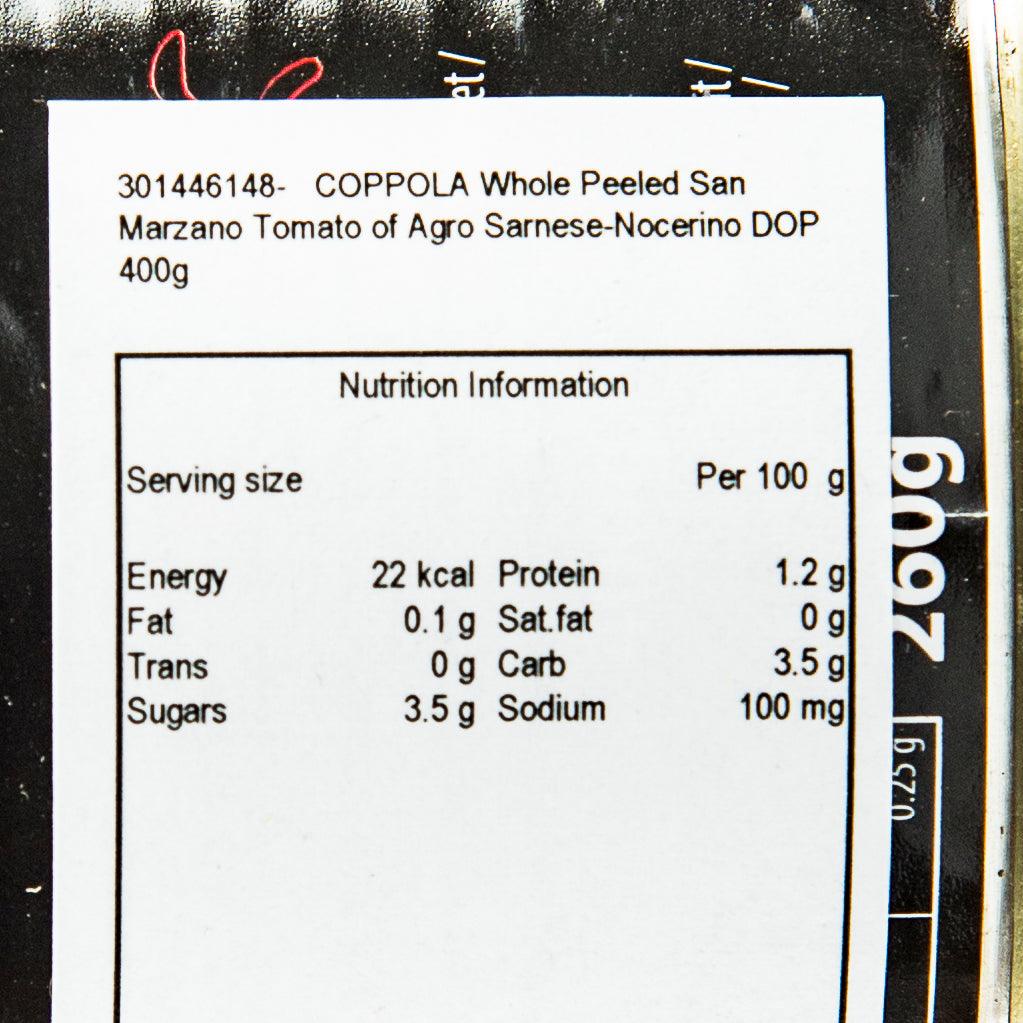 301446148- COPPOLA Whole Peeled San
Marzano Tomato of Agro Sarnese-Nocerino DOP
400g
Nutrition Information
Serving size Per 100 g
Energy 22 kcal Protein 1.2 g
Fat 0.1 g Sat.fat 0 g
Trans 0 g Carb 3.5 g
Sugars 3.5 g Sodium 100 mg
260g
0.25 g